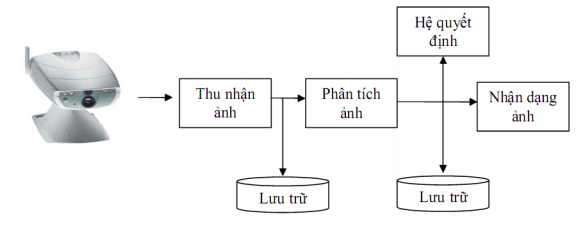 Hệ quyết
định
Thu nhận
ảnh
Phân tích
ảnh
Nhận dạng
ảnh
Lưu trữ
Lưu trữ